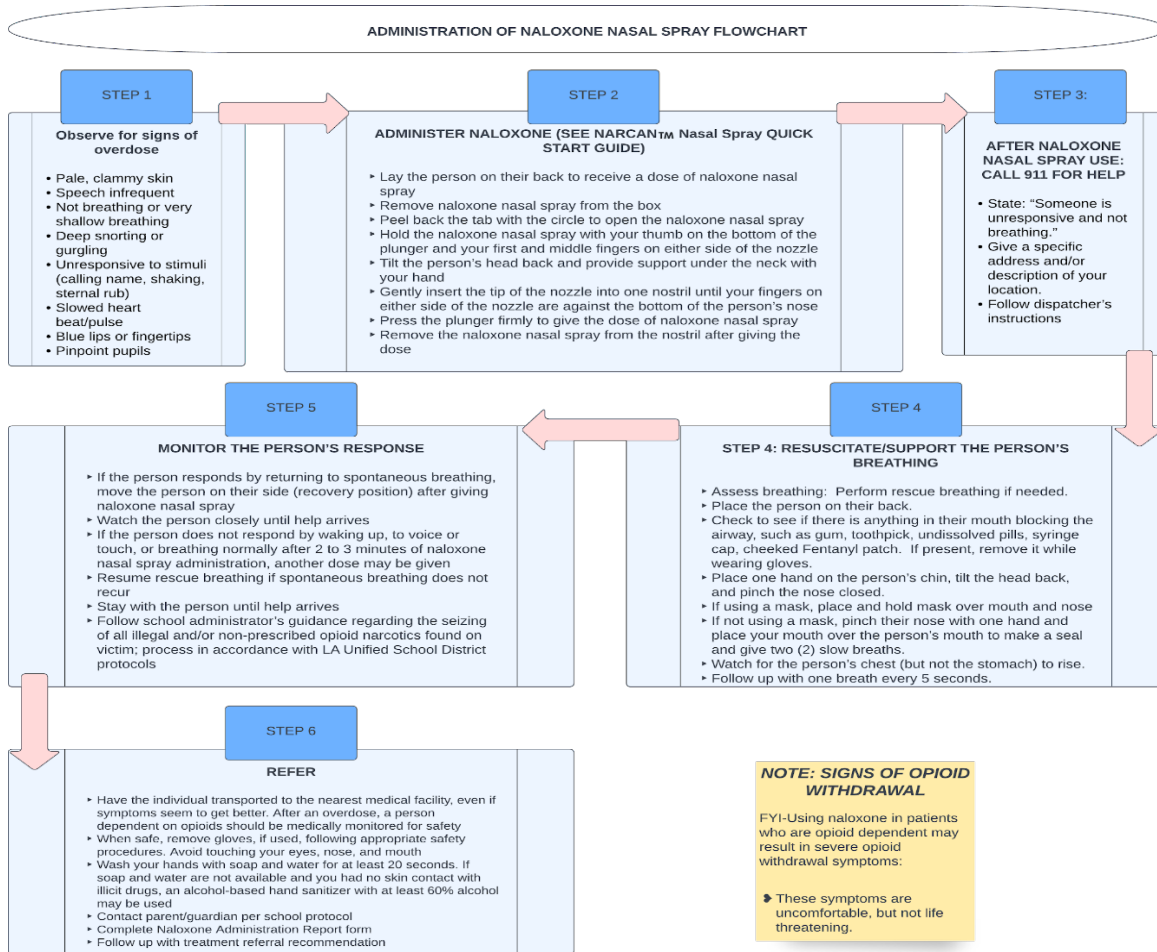 ADMINISTRATION OF NALOXONE NASAL SPRAY FLOWCHART
STEP 1
Observe for signs of
overdose
• Pale, clammy skin
• Speech infrequent
• Not breathing or very
shallow breathing
• Deep snorting or
gurgling
• Unresponsive to stimuli
(calling name, shaking,
sternal rub)
• Slowed heart
beat/pulse
• Blue lips or fingertips
• Pinpoint pupils
STEP 2
ADMINISTER NALOXONE (SEE NARCAN™ Nasal Spray QUICK
START GUIDE)
‣ Lay the person on their back to receive a dose of naloxone nasal
spray
‣ Remove naloxone nasal spray from the box
‣ Peel back the tab with the circle to open the naloxone nasal spray
‣ Hold the naloxone nasal spray with your thumb on the bottom of the
plunger and your first and middle fingers on either side of the nozzle
‣ Tilt the person's head back and provide support under the neck with
your hand
‣ Gently insert the tip of the nozzle into one nostril until your fingers on
either side of the nozzle are against the bottom of the person's nose
‣ Press the plunger firmly to give the dose of naloxone nasal spray
‣ Remove the naloxone nasal spray from the nostril after giving the
dose
STEP 3:
AFTER NALOXONE
NASAL SPRAY USE:
CALL 911 FOR HELP
• State: “Someone is
unresponsive and not
breathing.”
• Give a specific
address and/or
description of your
location.
• Follow dispatcher's
instructions
STEP 4
STEP 4: RESUSCITATE/SUPPORT THE PERSON'S
BREATHING
‣ Assess breathing: Perform rescue breathing if needed.
‣ Place the person on their back.
‣ Check to see if there is anything in their mouth blocking the
airway, such as gum, toothpick, undissolved pills, syringe
cap, cheeked Fentanyl patch. If present, remove it while
wearing gloves.
‣ Place one hand on the person's chin, tilt the head back,
and pinch the nose closed.
‣ If using a mask, place and hold mask over mouth and nose
‣ If not using a mask, pinch their nose with one hand and
place your mouth over the person's mouth to make a seal
and give two (2) slow breaths.
‣ Watch for the person's chest (but not the stomach) to rise.
‣ Follow up with one breath every 5 seconds.
STEP 5
MONITOR THE PERSON'S RESPONSE
‣ If the person responds by returning to spontaneous breathing,
move the person on their side (recovery position) after giving
naloxone nasal spray
‣ Watch the person closely until help arrives
‣ If the person does not respond by waking up, to voice or
touch, or breathing normally after 2 to 3 minutes of naloxone
nasal spray administration, another dose may be given
‣ Resume rescue breathing if spontaneous breathing does not
recur
‣ Stay with the person until help arrives
‣ Follow school administrator's guidance regarding the seizing
of all illegal and/or non-prescribed opioid narcotics found on
victim; process in accordance with LA Unified School District
protocols
STEP 6
REFER
‣ Have the individual transported to the nearest medical facility, even if
symptoms seem to get better. After an overdose, a person
dependent on opioids should be medically monitored for safety
‣ When safe, remove gloves, if used, following appropriate safety
procedures. Avoid touching your eyes, nose, and mouth
‣ Wash your hands with soap and water for at least 20 seconds. If
soap and water are not available and you had no skin contact with
illicit drugs, an alcohol-based hand sanitizer with at least 60% alcohol
may be used
‣ Contact parent/guardian per school protocol
‣ Complete Naloxone Administration Report form
‣ Follow up with treatment referral recommendation
NOTE: SIGNS OF OPIOID
WITHDRAWAL
FYI-Using naloxone in patients
who are opioid dependent may
result in severe opioid
withdrawal symptoms:
❥ These symptoms are
uncomfortable, but not life
threatening.